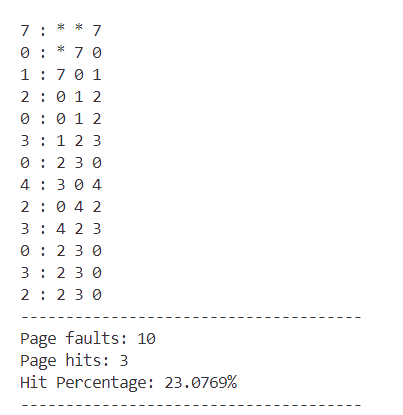 7 : * * 7
0 : * 7 0
1 : 7 0 1
2 : 0 1 2
0 : 0 1 2
3 : 1 2 3
0 : 2 3 0
4 : 3 0 4
2 : 0 4 2
3 : 4 2 3
0 : 2 3 0
3 : 2 3 0
2 : 2 3 0
--------------------------------------
Page faults: 10
Page hits: 3
Hit Percentage: 23.0769%
--------------------------------------